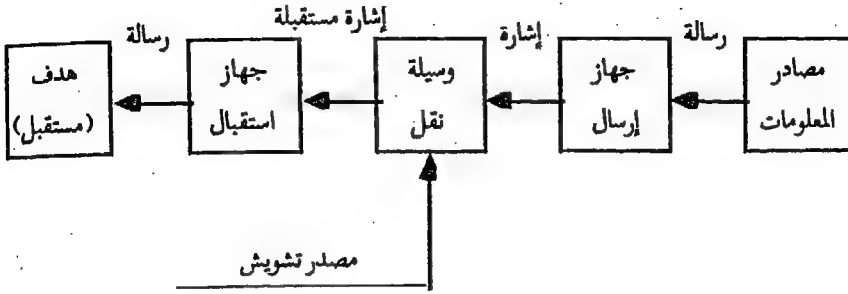 مصادر
المعلومات
رسالة
جهاز
إرسال
إشارة
وسيلة
نقل
إشارة مستقبلة
جهاز
استقبال
رسالة
هدف
(مستقبل)
مصدر تشويش